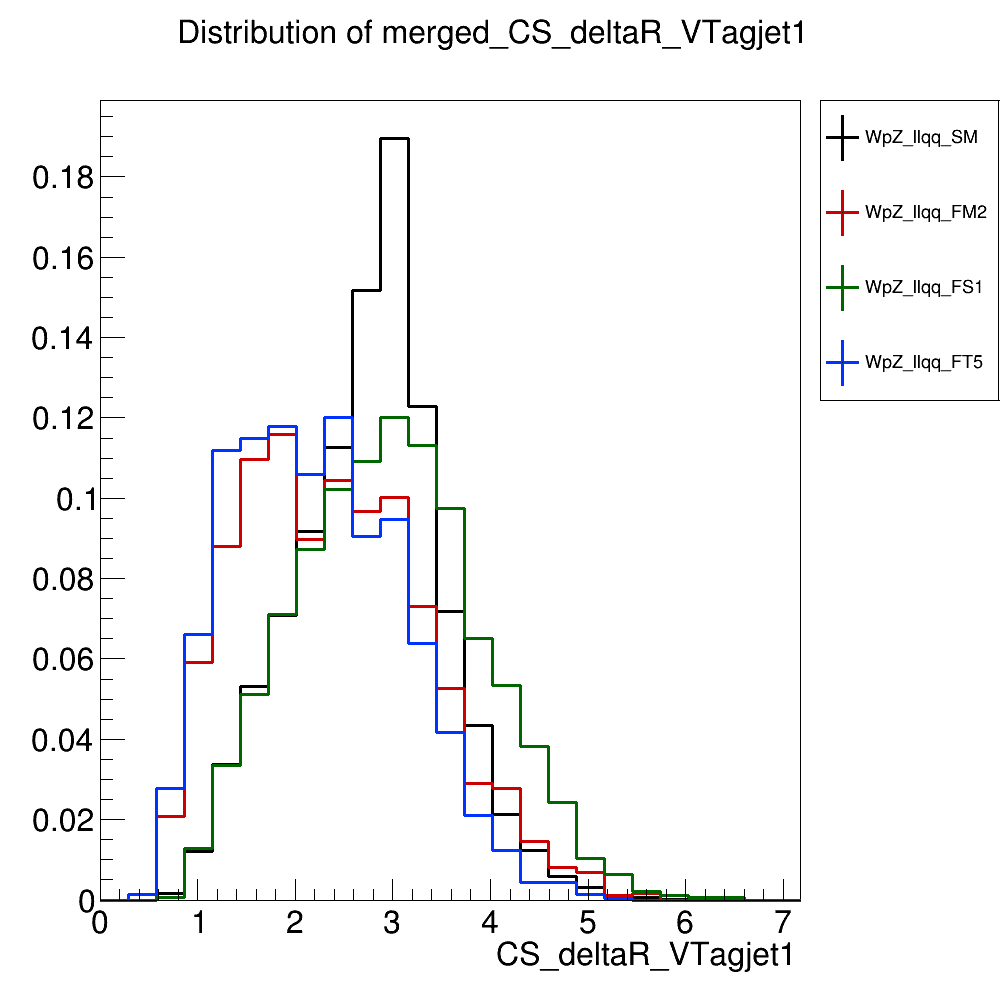 Distribution of merged_CS_deltaR_VTagjet1
WpZ_llqq_SM
WpZ_llqq_FM2
WpZ_llqq_FS1
WpZ_llqq_FT5
0.18
0.16
0.14
0.12
0.1
0.08
0.06
0.04
0.02
0
0 1 2 3 4 5 6 7
CS_deltaR_VTagjet1